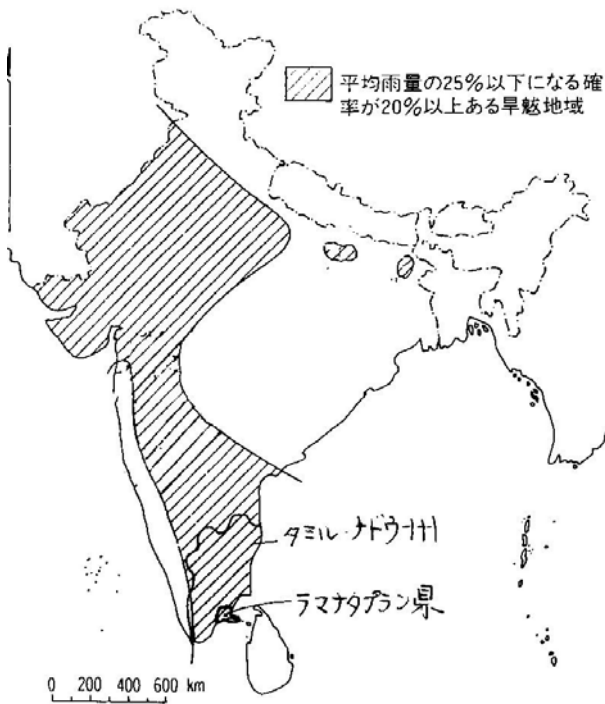 平均雨量の25%以下になる確
率が20%以上ある旱魃地域
タミル・ナドウ州
ラマナタプラン県
0 200 400 600 km